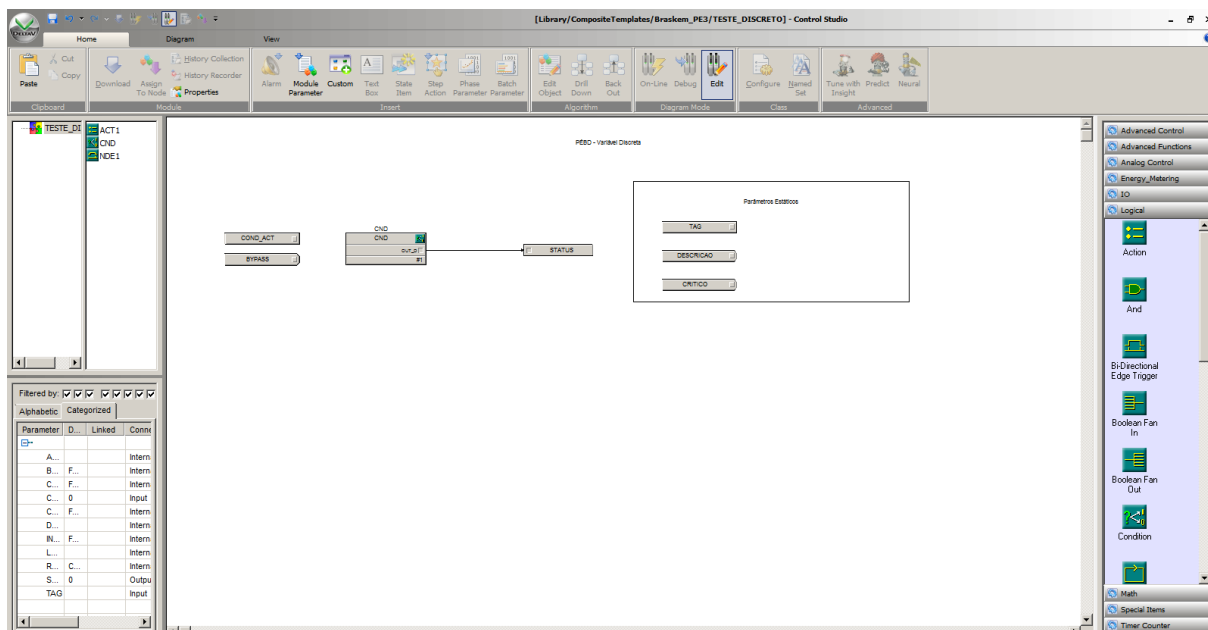 [Library/CompositeTemplates/Braskem_PE3/TESTE_DISCRETO] - Control Studio
DELTAV
Home
Diagram
View
Paste
Cut
Copy
Clipboard
Download
Assign
To Node
History Collection
History Recorder
Properties
Module
Alarm
Module
Parameter
Custom
Text
Box
State
Item
Step
Action
Phase
Parameter
Batch
Parameter
Insert
Edit
Object
Drill
Down
Back
Out
Algorithm
On-Line
Debug
Edit
Diagram Mode
Configure
Named
Set
Class
Tune with
Insight
Predict
Neural
Advanced
TESTE_DI
ACT1
CND
NDE1
PEBD - Variável Discreta
COND_ACT
BYPASS
CND
CND
out_d
#1
STATUS
Parâmetros Estáticos
TAG
DESCRICAO
CRITICO
Advanced Control
Advanced Functions
Analog Control
Energy_Metering
IO
Logical
Action
And
Bi-Directional
Edge Trigger
Boolean Fan
In
Boolean Fan
Out
Condition
Math
Special Items
Timer Counter
Filtered by:
Alphabetic
Categorized
Parameter D... Linked Conne
A... Intern
B... F... Intern
C... F... Intern
C... 0 Input
C... F... Intern
D... Intern
IN... F... Intern
L... Intern
R... C... Intern
S... 0 Outpu
TAG Input